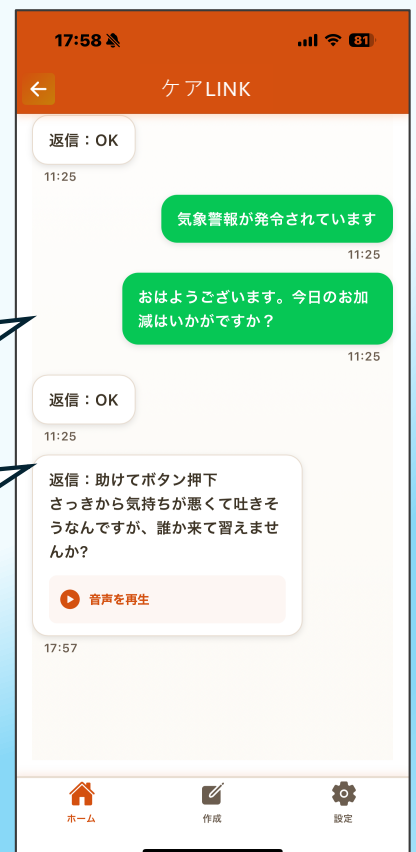 17:58
81
ケアLINK
返信：OK
11:25
気象警報が発令されています
11:25
おはようございます。今日のお加
減はいかがですか？
11:25
返信：OK
11:25
返信：助けてボタン押下
さっきから気持ちが悪くて吐きそ
うなんですが、誰か来て習えませ
んか?
音声を再生
17:57
ホーム
作成
設定